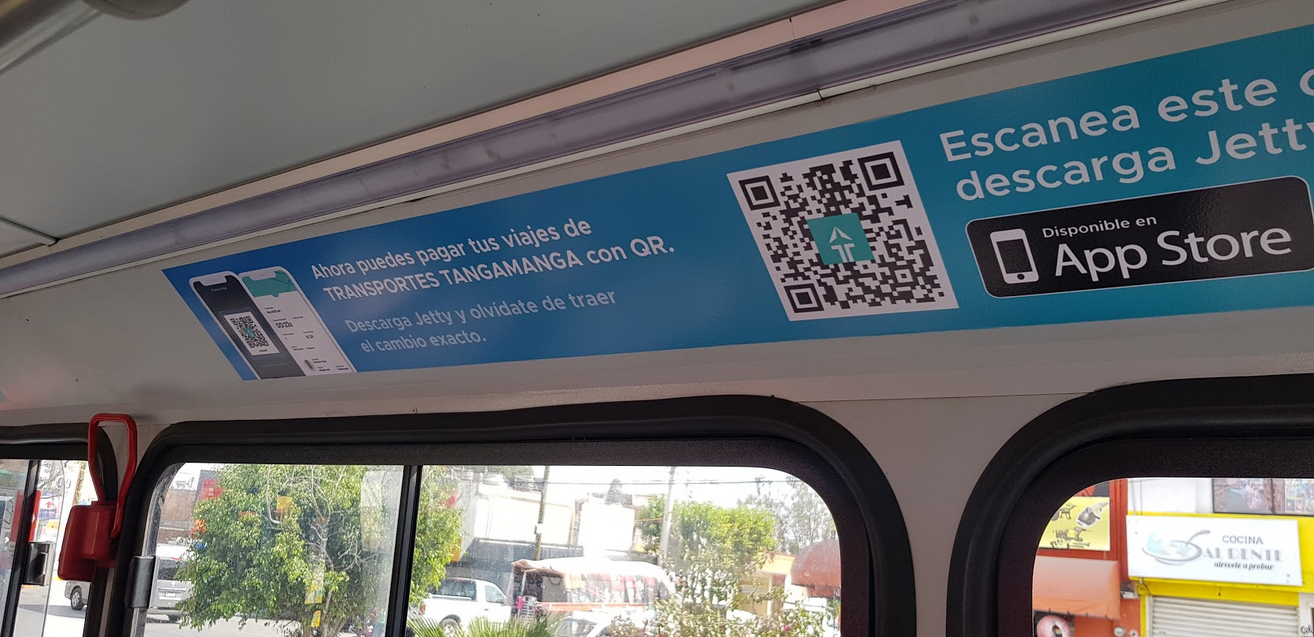 Ahora puedes pagar tus viajes de
TRANSPORTES TANGAMANGA con QR.
Descarga Jetty y olvídate de traer
el cambio exacto.
Escanea este
descarga Jetty
Disponible en
App Store
COCINA
AL DENTE
atrevete a probar